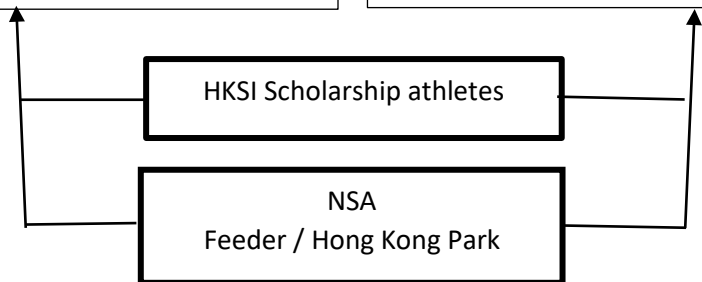 HKSI Scholarship athletes
NSA
Feeder / Hong Kong Park